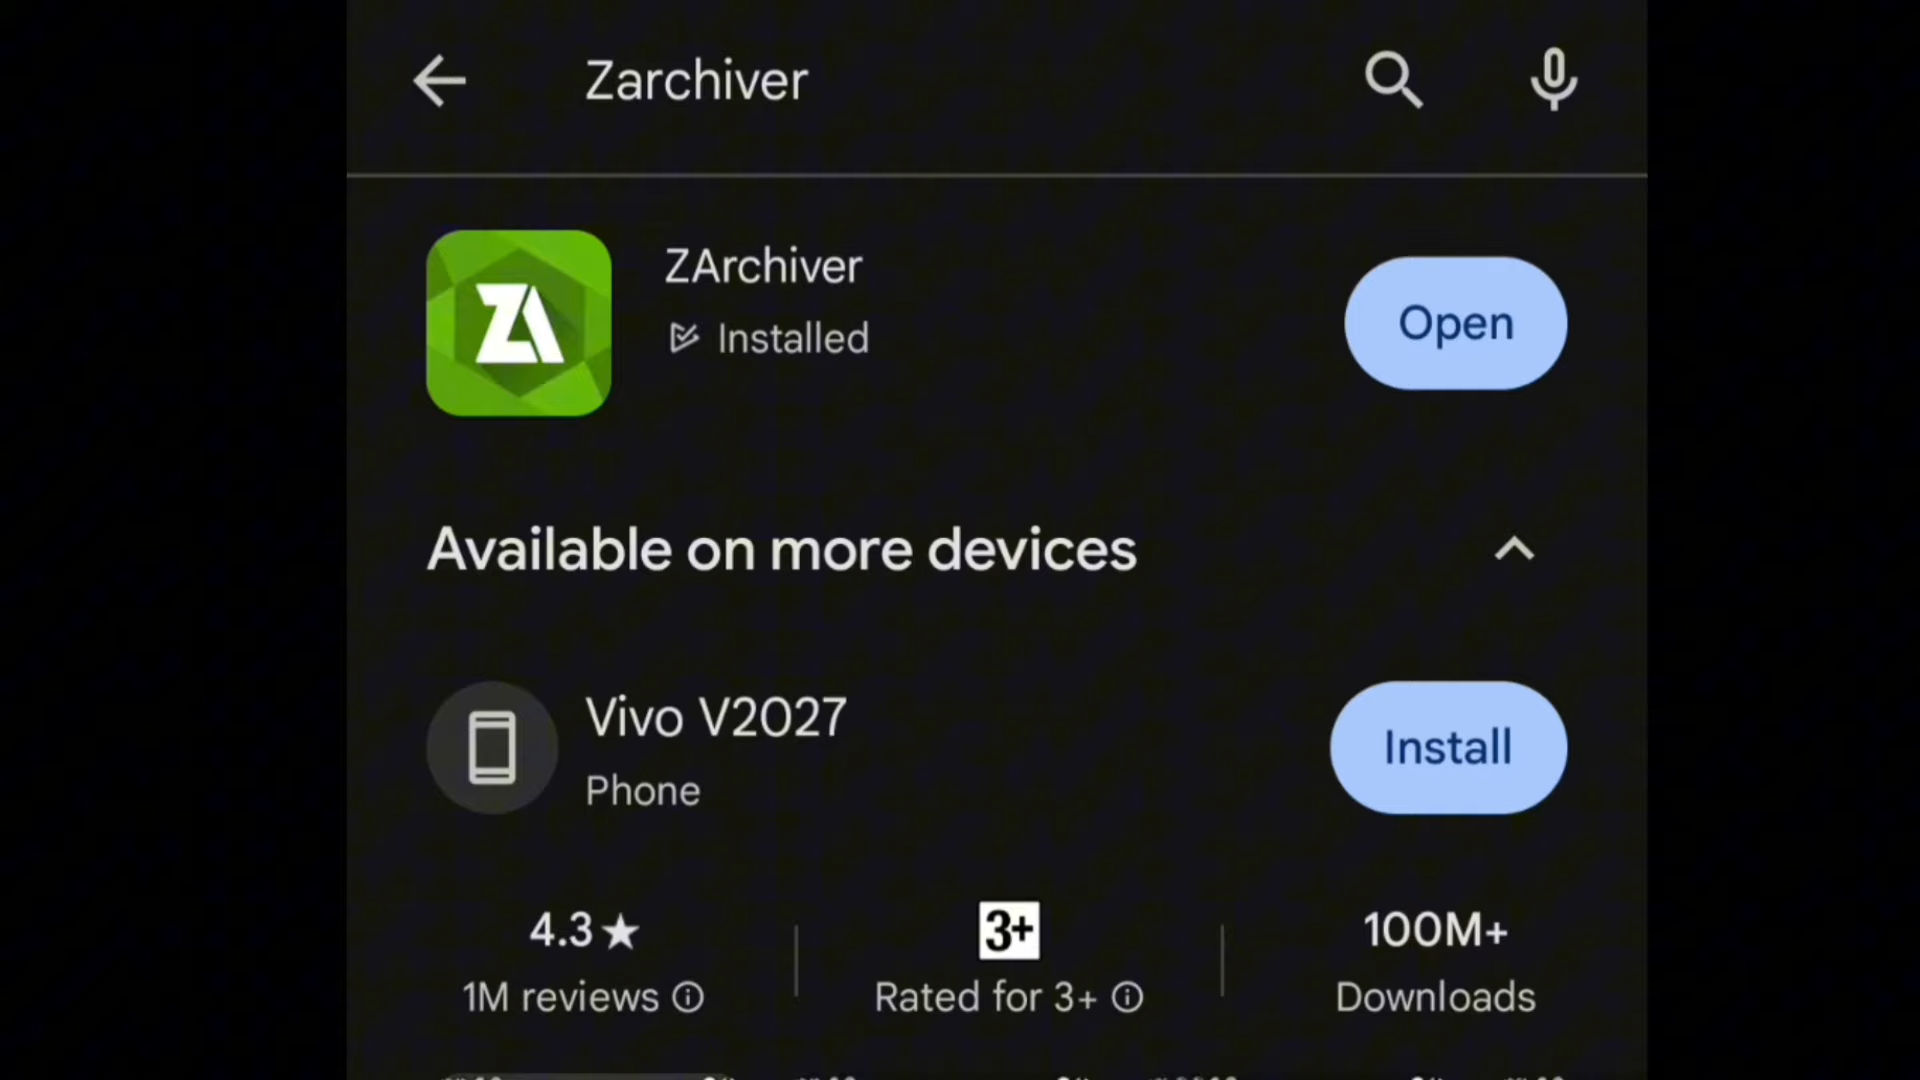 Zarchiver
ZA
ZArchiver
Installed
Open
Available on more devices
Vivo V2027
Phone
Install
4.3★
3+
100M+
1M reviews
Rated for 3+
Downloads